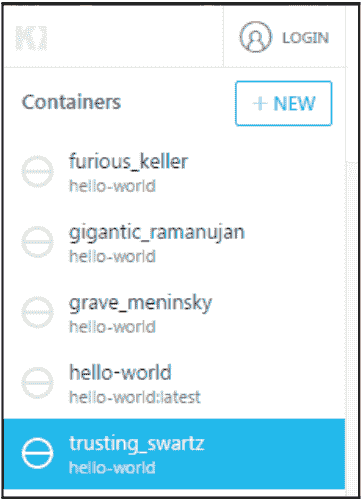 LOGIN
Containers
+ NEW
furious_keller
hello-world
gigantic_ramanujan
hello-world
grave_meninsky
hello-world
hello-world
hello-world:latest
trusting_swartz
hello-world